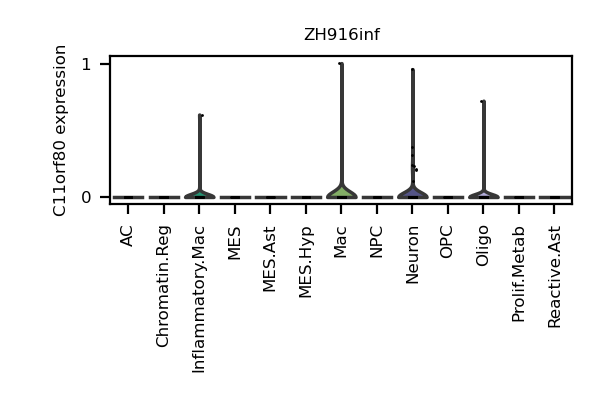 ZH916inf
C11orf80 expression
1
0
AC
Chromatin.Reg
Inflammatory.Mac
MES
MES.Ast
MES.Hyp
Mac
NPC
Neuron
OPC
Oligo
Prolif.Metab
Reactive.Ast